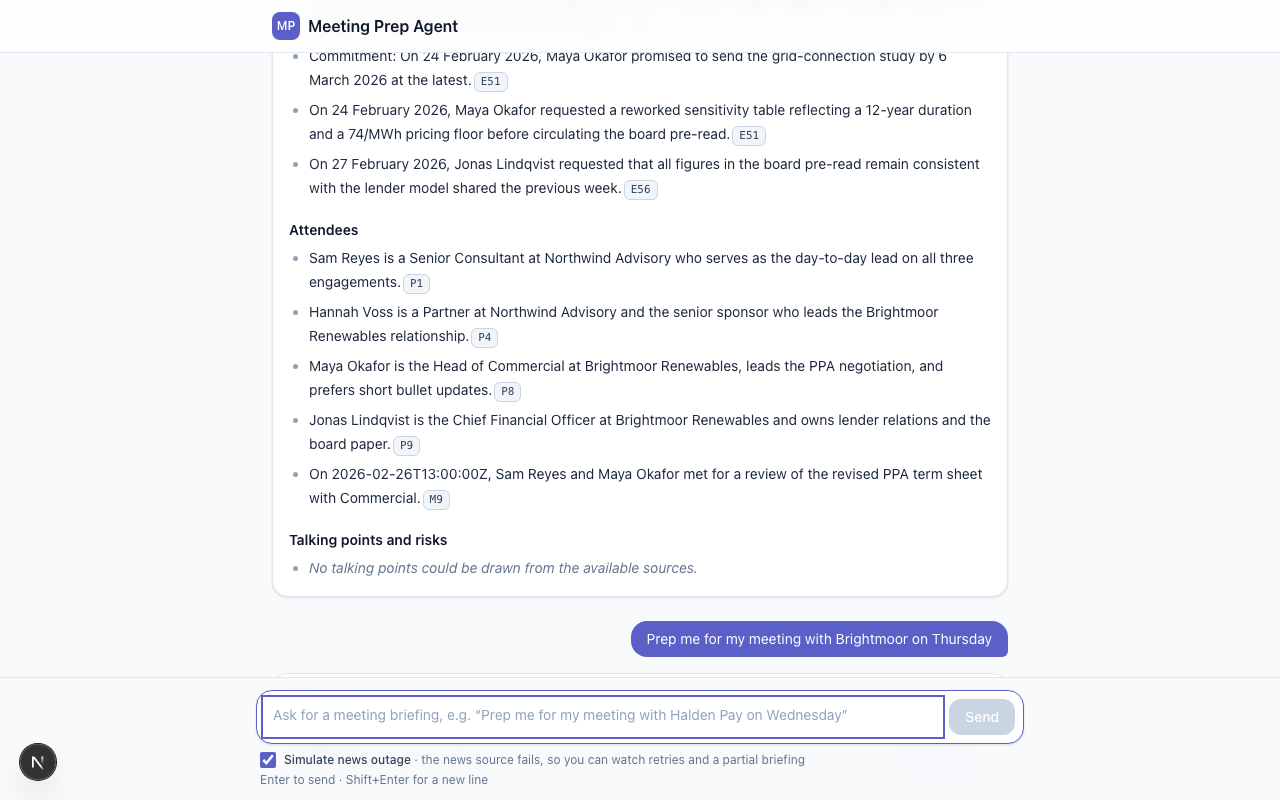 MP Meeting Prep Agent
Commitment: On 24 February 2026, Maya Okafor promised to send the grid-connection study by 6
March 2026 at the latest. E51
On 24 February 2026, Maya Okafor requested a reworked sensitivity table reflecting a 12-year duration
and a 74/MWh pricing floor before circulating the board pre-read. E51
On 27 February 2026, Jonas Lindqvist requested that all figures in the board pre-read remain consistent
with the lender model shared the previous week. E56
Attendees
Sam Reyes is a Senior Consultant at Northwind Advisory who serves as the day-to-day lead on all three
engagements. P1
Hannah Voss is a Partner at Northwind Advisory and the senior sponsor who leads the Brightmoor
Renewables relationship. P4
Maya Okafor is the Head of Commercial at Brightmoor Renewables, leads the PPA negotiation, and
prefers short bullet updates. P8
Jonas Lindqvist is the Chief Financial Officer at Brightmoor Renewables and owns lender relations and the
board paper. P9
On 2026-02-26T13:00:00Z, Sam Reyes and Maya Okafor met for a review of the revised PPA term sheet
with Commercial. M9
Talking points and risks
No talking points could be drawn from the available sources.
Prep me for my meeting with Brightmoor on Thursday
Ask for a meeting briefing, e.g. “Prep me for my meeting with Halden Pay on Wednesday”
Send
Simulate news outage · the news source fails, so you can watch retries and a partial briefing
Enter to send · Shift+Enter for a new line
N